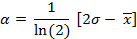 α = 1/ln(2) [2σ − x̅]